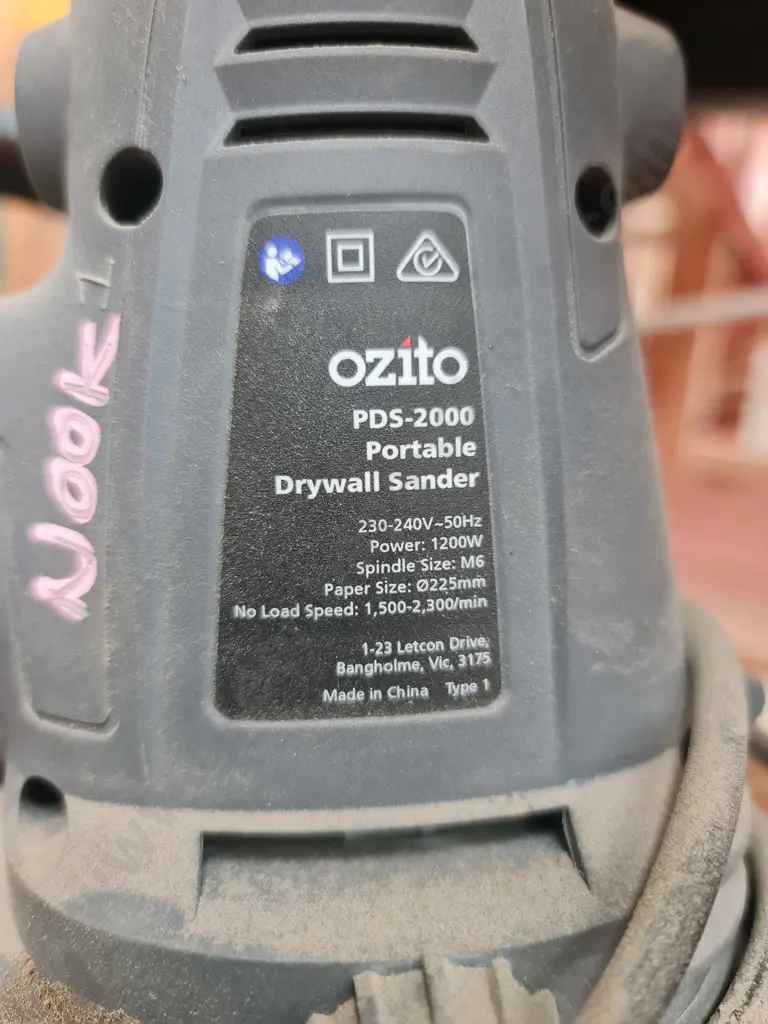 ozito
PDS-2000
Portable
Drywall Sander
230-240V~50Hz
Power: 1200W
Spindle Size: M6
Paper Size: Ø225mm
No Load Speed: 1,500-2,300/min
1-23 Letcon Drive,
Bangholme, Vic, 3175
Made in China Type 1
NOOK